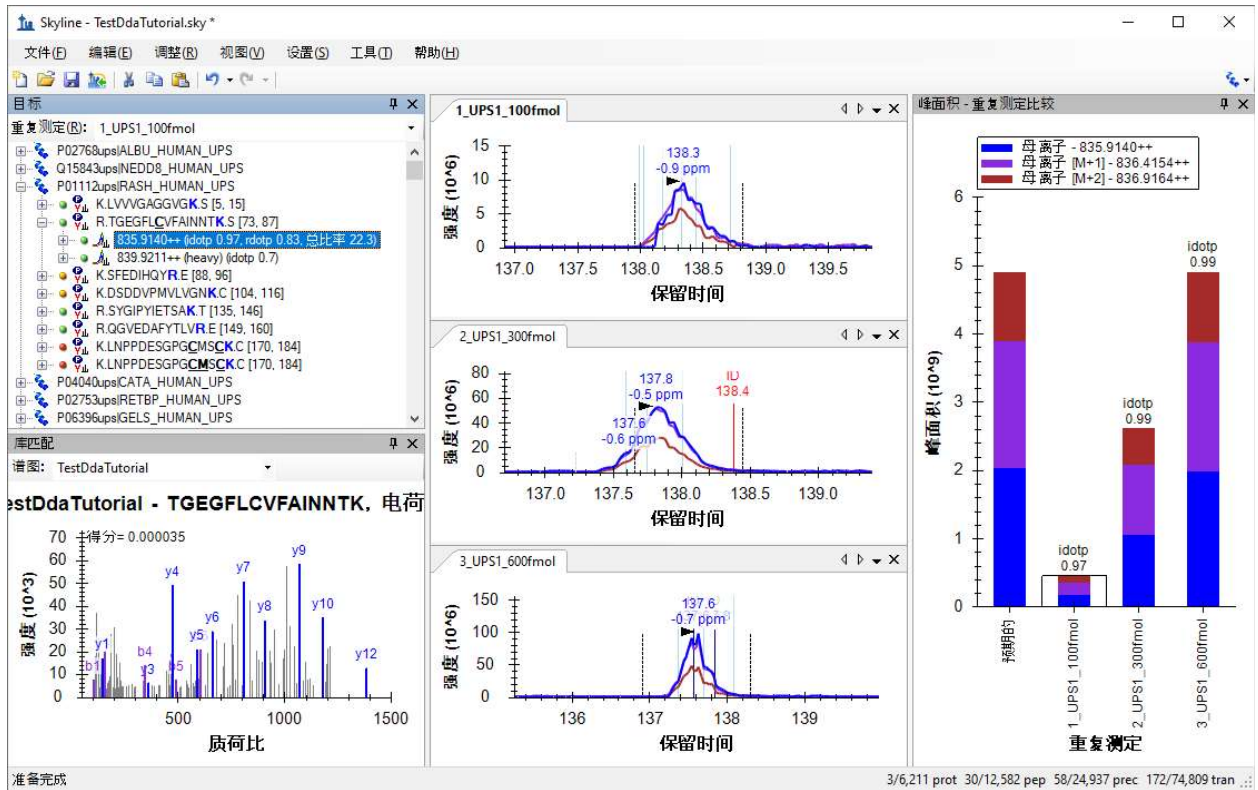 Skyline - TestDdaTutorial.sky *
文件(F) 编辑(E) 调整(R) 视图(V) 设置(S) 工具(T) 帮助(H)
目标
重复测定(R): 1_UPS1_100fmol
P02768ups|ALBU_HUMAN_UPS
Q15843ups|NEDD8_HUMAN_UPS
P01112ups|RASH_HUMAN_UPS
K.LVVVGAGGVGK.S [5, 15]
R.TGEGFLCVFAINNTK.S [73, 87]
835.9140++ (idotp 0.97, rdotp 0.83, 总比率 22.3)
839.9211++ (heavy) (idotp 0.7)
K.SFEDIHQYR.E [88, 96]
K.DSDDVPMVLVGNK.C [104, 116]
R.SYGIPYIETSAK.T [135, 146]
R.QGVEDAFYTLVR.E [149, 160]
K.LNPPDESGPGCMSCK.C [170, 184]
K.LNPPDESGPGCMSCK.C [170, 184]
P04040ups|CATA_HUMAN_UPS
P02753ups|RETBP_HUMAN_UPS
P06396ups|GELS_HUMAN_UPS
库匹配
谱图: TestDdaTutorial
estDdaTutorial - TGEGFLCVFAINNTK, 电荷
得分= 0.000035
强度 (10^3)
70
60
50
40
30
20
10
0
b1
y1
b4
y3
y4
b5
y5
y6
y7
y8
y9
y10
y12
500 1000 1500
质荷比
1_UPS1_100fmol
强度 (10^6)
15
10
5
0
138.3
-0.9 ppm
137.0 137.5 138.0 138.5 139.0 139.5
保留时间
2_UPS1_300fmol
强度 (10^6)
80
60
40
20
0
137.8
-0.5 ppm
137.6
-0.6 ppm
ID
138.4
137.0 137.5 138.0 138.5 139.0
保留时间
3_UPS1_600fmol
强度 (10^6)
150
100
50
0
137.6
-0.7 ppm
136 137 138 139
保留时间
峰面积 - 重复测定比较
母离子 - 835.9140++
母离子 [M+1] - 836.4154++
母离子 [M+2] - 836.9164++
峰面积 (10^9)
6
5
4
3
2
1
0
idotp
0.97
idotp
0.99
idotp
0.99
预期的
1_UPS1_100fmol
2_UPS1_300fmol
3_UPS1_600fmol
重复测定
准备完成
3/6,211 prot 30/12,582 pep 58/24,937 prec 172/74,809 tran